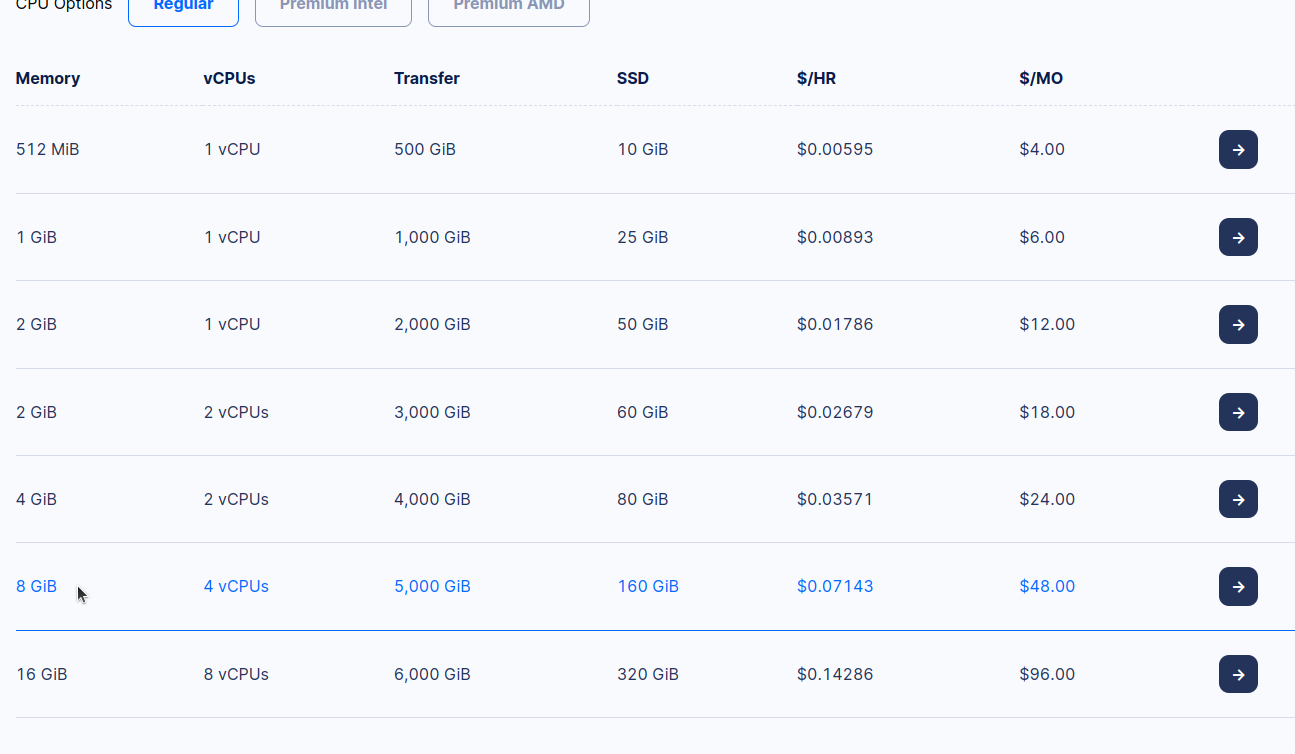 CPU Options Regular Premium Intel Premium AMD
Memory vCPUs Transfer SSD $/HR $/MO
512 MiB 1 vCPU 500 GiB 10 GiB $0.00595 $4.00
1 GiB 1 vCPU 1,000 GiB 25 GiB $0.00893 $6.00
2 GiB 1 vCPU 2,000 GiB 50 GiB $0.01786 $12.00
2 GiB 2 vCPUs 3,000 GiB 60 GiB $0.02679 $18.00
4 GiB 2 vCPUs 4,000 GiB 80 GiB $0.03571 $24.00
8 GiB 4 vCPUs 5,000 GiB 160 GiB $0.07143 $48.00
16 GiB 8 vCPUs 6,000 GiB 320 GiB $0.14286 $96.00